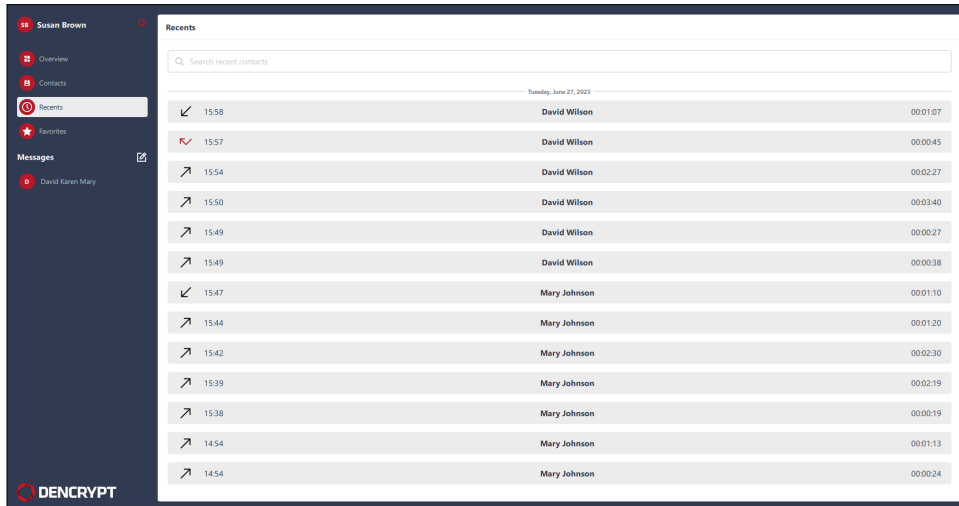 SB Susan Brown
Overview
Contacts
Recents
Favorites
Messages
D David Karen Mary
DENCRYPT
Recents
Search recent contacts
Tuesday, June 27, 2023
15:58 David Wilson 00:01:07
15:57 David Wilson 00:00:45
15:54 David Wilson 00:02:27
15:50 David Wilson 00:03:40
15:49 David Wilson 00:00:27
15:49 David Wilson 00:00:38
15:47 Mary Johnson 00:01:10
15:44 Mary Johnson 00:01:20
15:42 Mary Johnson 00:02:30
15:39 Mary Johnson 00:02:19
15:38 Mary Johnson 00:00:19
14:54 Mary Johnson 00:01:13
14:54 Mary Johnson 00:00:24